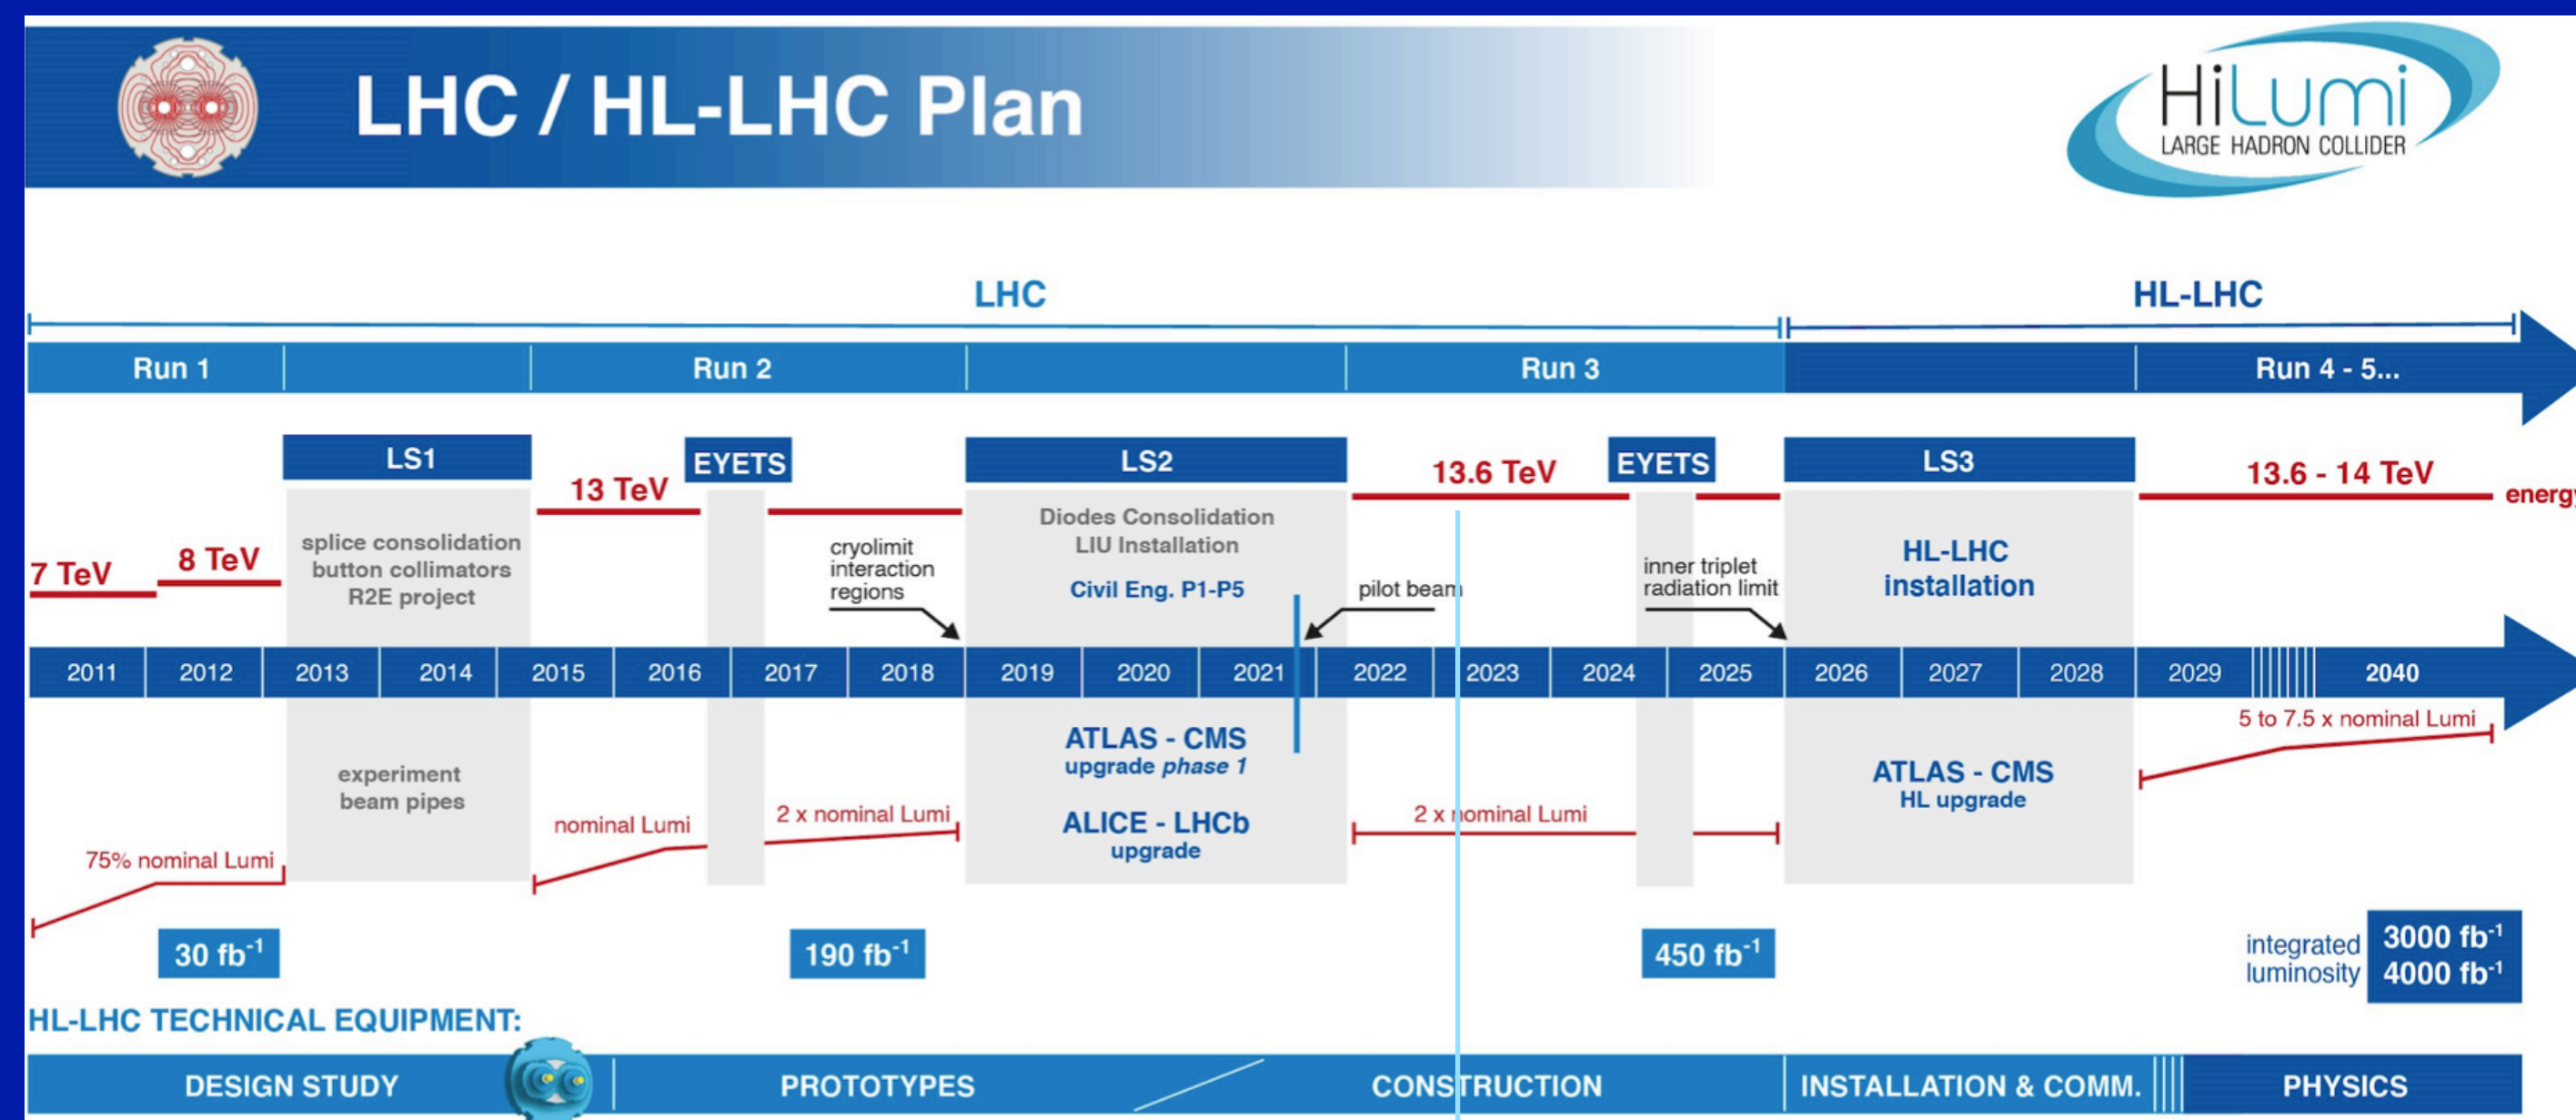 LHC / HL-LHC Plan
HiLumi
LARGE HADRON COLLIDER
LHC
HL-LHC
Run 1
Run 2
Run 3
Run 4 - 5...
LS1
EYETS
LS2
13.6 TeV
EYETS
LS3
13.6 - 14 TeV
energy
13 TeV
7 TeV
8 TeV
splice consolidation
button collimators
R2E project
cryolimit
interaction
regions
Diodes Consolidation
LIU Installation
Civil Eng. P1-P5
pilot beam
inner triplet
radiation limit
HL-LHC
installation
2011 2012 2013 2014 2015 2016 2017 2018 2019 2020 2021 2022 2023 2024 2025 2026 2027 2028 2029 2040
5 to 7.5 x nominal Lumi
experiment
beam pipes
ATLAS - CMS
upgrade phase 1
ALICE - LHCb
upgrade
ATLAS - CMS
HL upgrade
75% nominal Lumi
nominal Lumi
2 x nominal Lumi
2 x nominal Lumi
30 fb⁻¹
190 fb⁻¹
450 fb⁻¹
integrated
luminosity
3000 fb⁻¹
4000 fb⁻¹
HL-LHC TECHNICAL EQUIPMENT:
DESIGN STUDY
PROTOTYPES
CONSTRUCTION
INSTALLATION & COMM.
PHYSICS